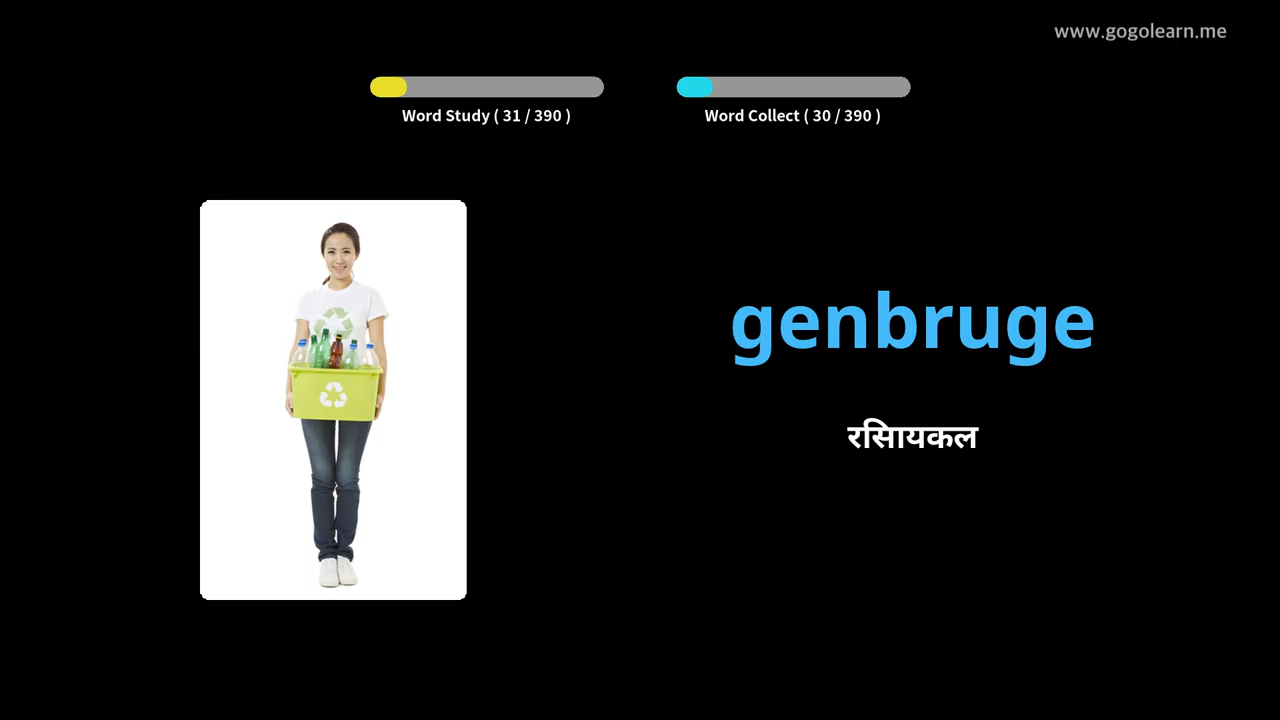 www.gogolearn.me
Word Study ( 31 / 390 )
Word Collect ( 30 / 390 )
genbruge
रसिायकल